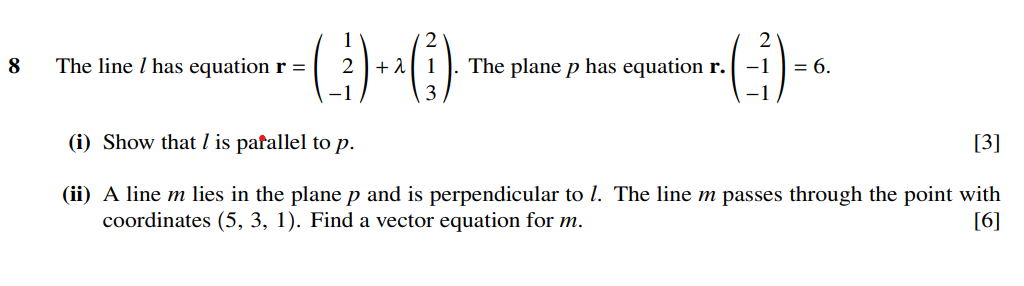 8 The line l has equation r = (1 2 −1) + λ(2 1 3). The plane p has equation r.(2 −1 −1) = 6.
(i) Show that l is parallel to p. [3]
(ii) A line m lies in the plane p and is perpendicular to l. The line m passes through the point with
coordinates (5, 3, 1). Find a vector equation for m. [6]